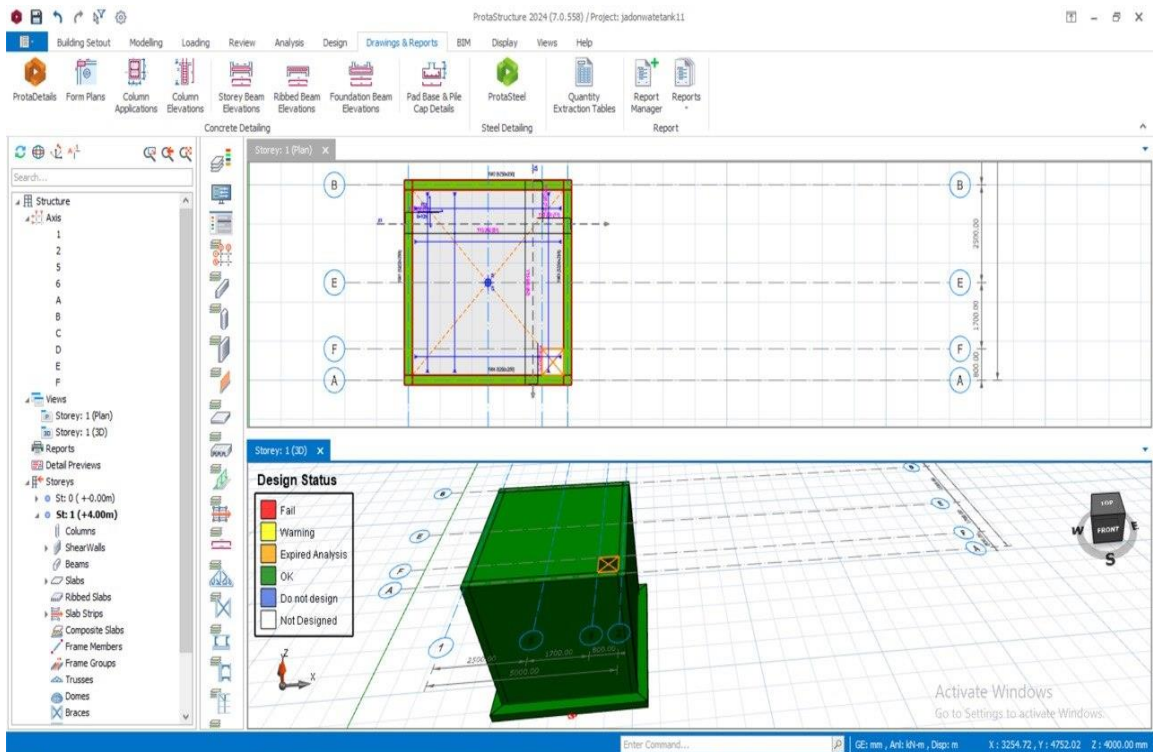 ProtaStructure 2024 (7.0.558) / Project: jadonwatetank11
Building Setout Modelling Loading Review Analysis Design Drawings & Reports BIM Display Views Help
ProtaDetails Form Plans Column Applications Column Elevations Storey Beam Elevations Ribbed Beam Elevations Foundation Beam Elevations Pad Base & Pile Cap Details ProtaSteel Quantity Extraction Tables Report Manager Reports
Concrete Detailing Steel Detailing Report
Search...
Structure
Axis
1
2
5
6
A
B
C
D
E
F
Views
Storey: 1 (Plan)
Storey: 1 (3D)
Reports
Detail Previews
Storeys
St: 0 ( +-0.00m)
St: 1 (+4.00m)
Columns
ShearWalls
Beams
Slabs
Ribbed Slabs
Slab Strips
Composite Slabs
Frame Members
Frame Groups
Trusses
Domes
Braces
Storey: 1 (Plan) X
B B
2500.00
E E
1700.00
F F
800.00
A A
Storey: 1 (3D) X
Design Status
Fail
Warning
Expired Analysis
OK
Do not design
Not Designed
B
E
F
A
1
2500.00 1700.00 800.00
5000.00
Z
X
TOP
FRONT
W E
S
Activate Windows
Go to Settings to activate Windows.
Enter Command...
GE: mm , Anl: kN-m , Disp: m X : 3254.72 , Y : 4752.02 Z : 4000.00 mm